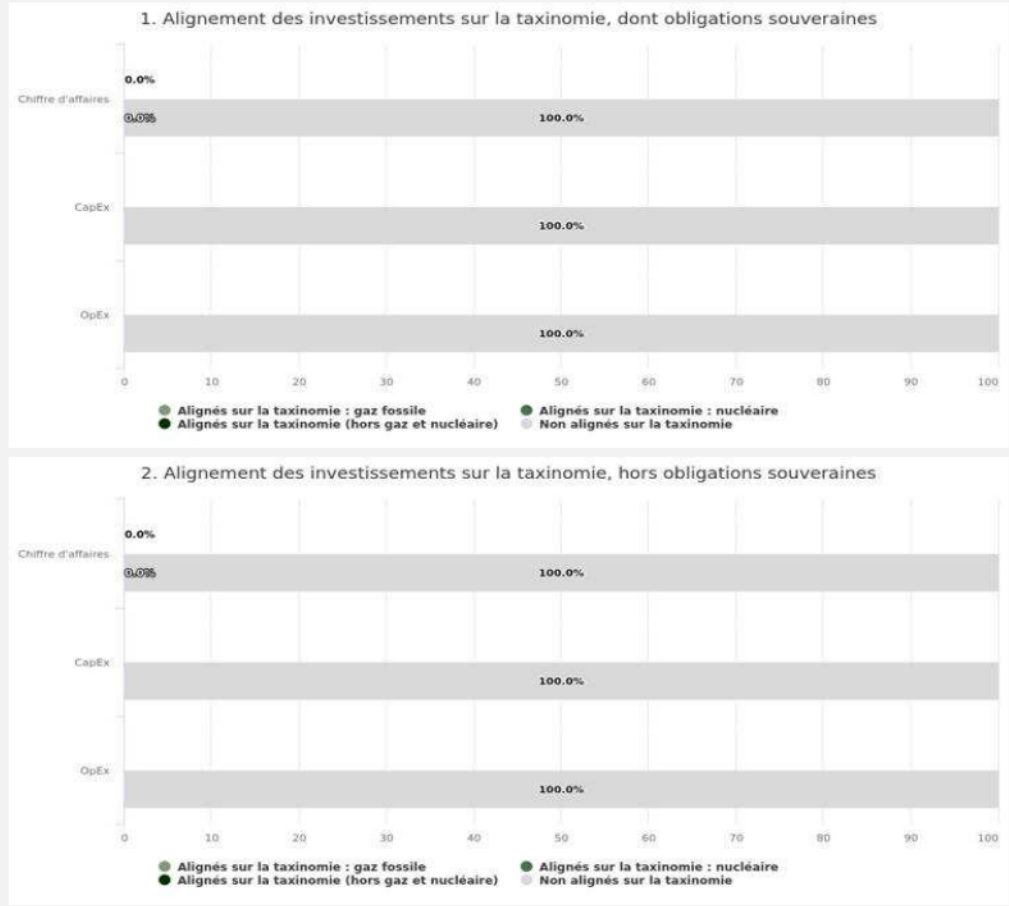 1. Alignement des investissements sur la taxinomie, dont obligations souveraines
0.0%
Chiffre d'affaires
0.0% 100.0%
CapEx
100.0%
OpEx
100.0%
0 10 20 30 40 50 60 70 80 90 100
Alignés sur la taxinomie : gaz fossile Alignés sur la taxinomie : nucléaire
Alignés sur la taxinomie (hors gaz et nucléaire) Non alignés sur la taxinomie
2. Alignement des investissements sur la taxinomie, hors obligations souveraines
0.0%
Chiffre d'affaires
0.0% 100.0%
CapEx
100.0%
OpEx
100.0%
0 10 20 30 40 50 60 70 80 90 100
Alignés sur la taxinomie : gaz fossile Alignés sur la taxinomie : nucléaire
Alignés sur la taxinomie (hors gaz et nucléaire) Non alignés sur la taxinomie